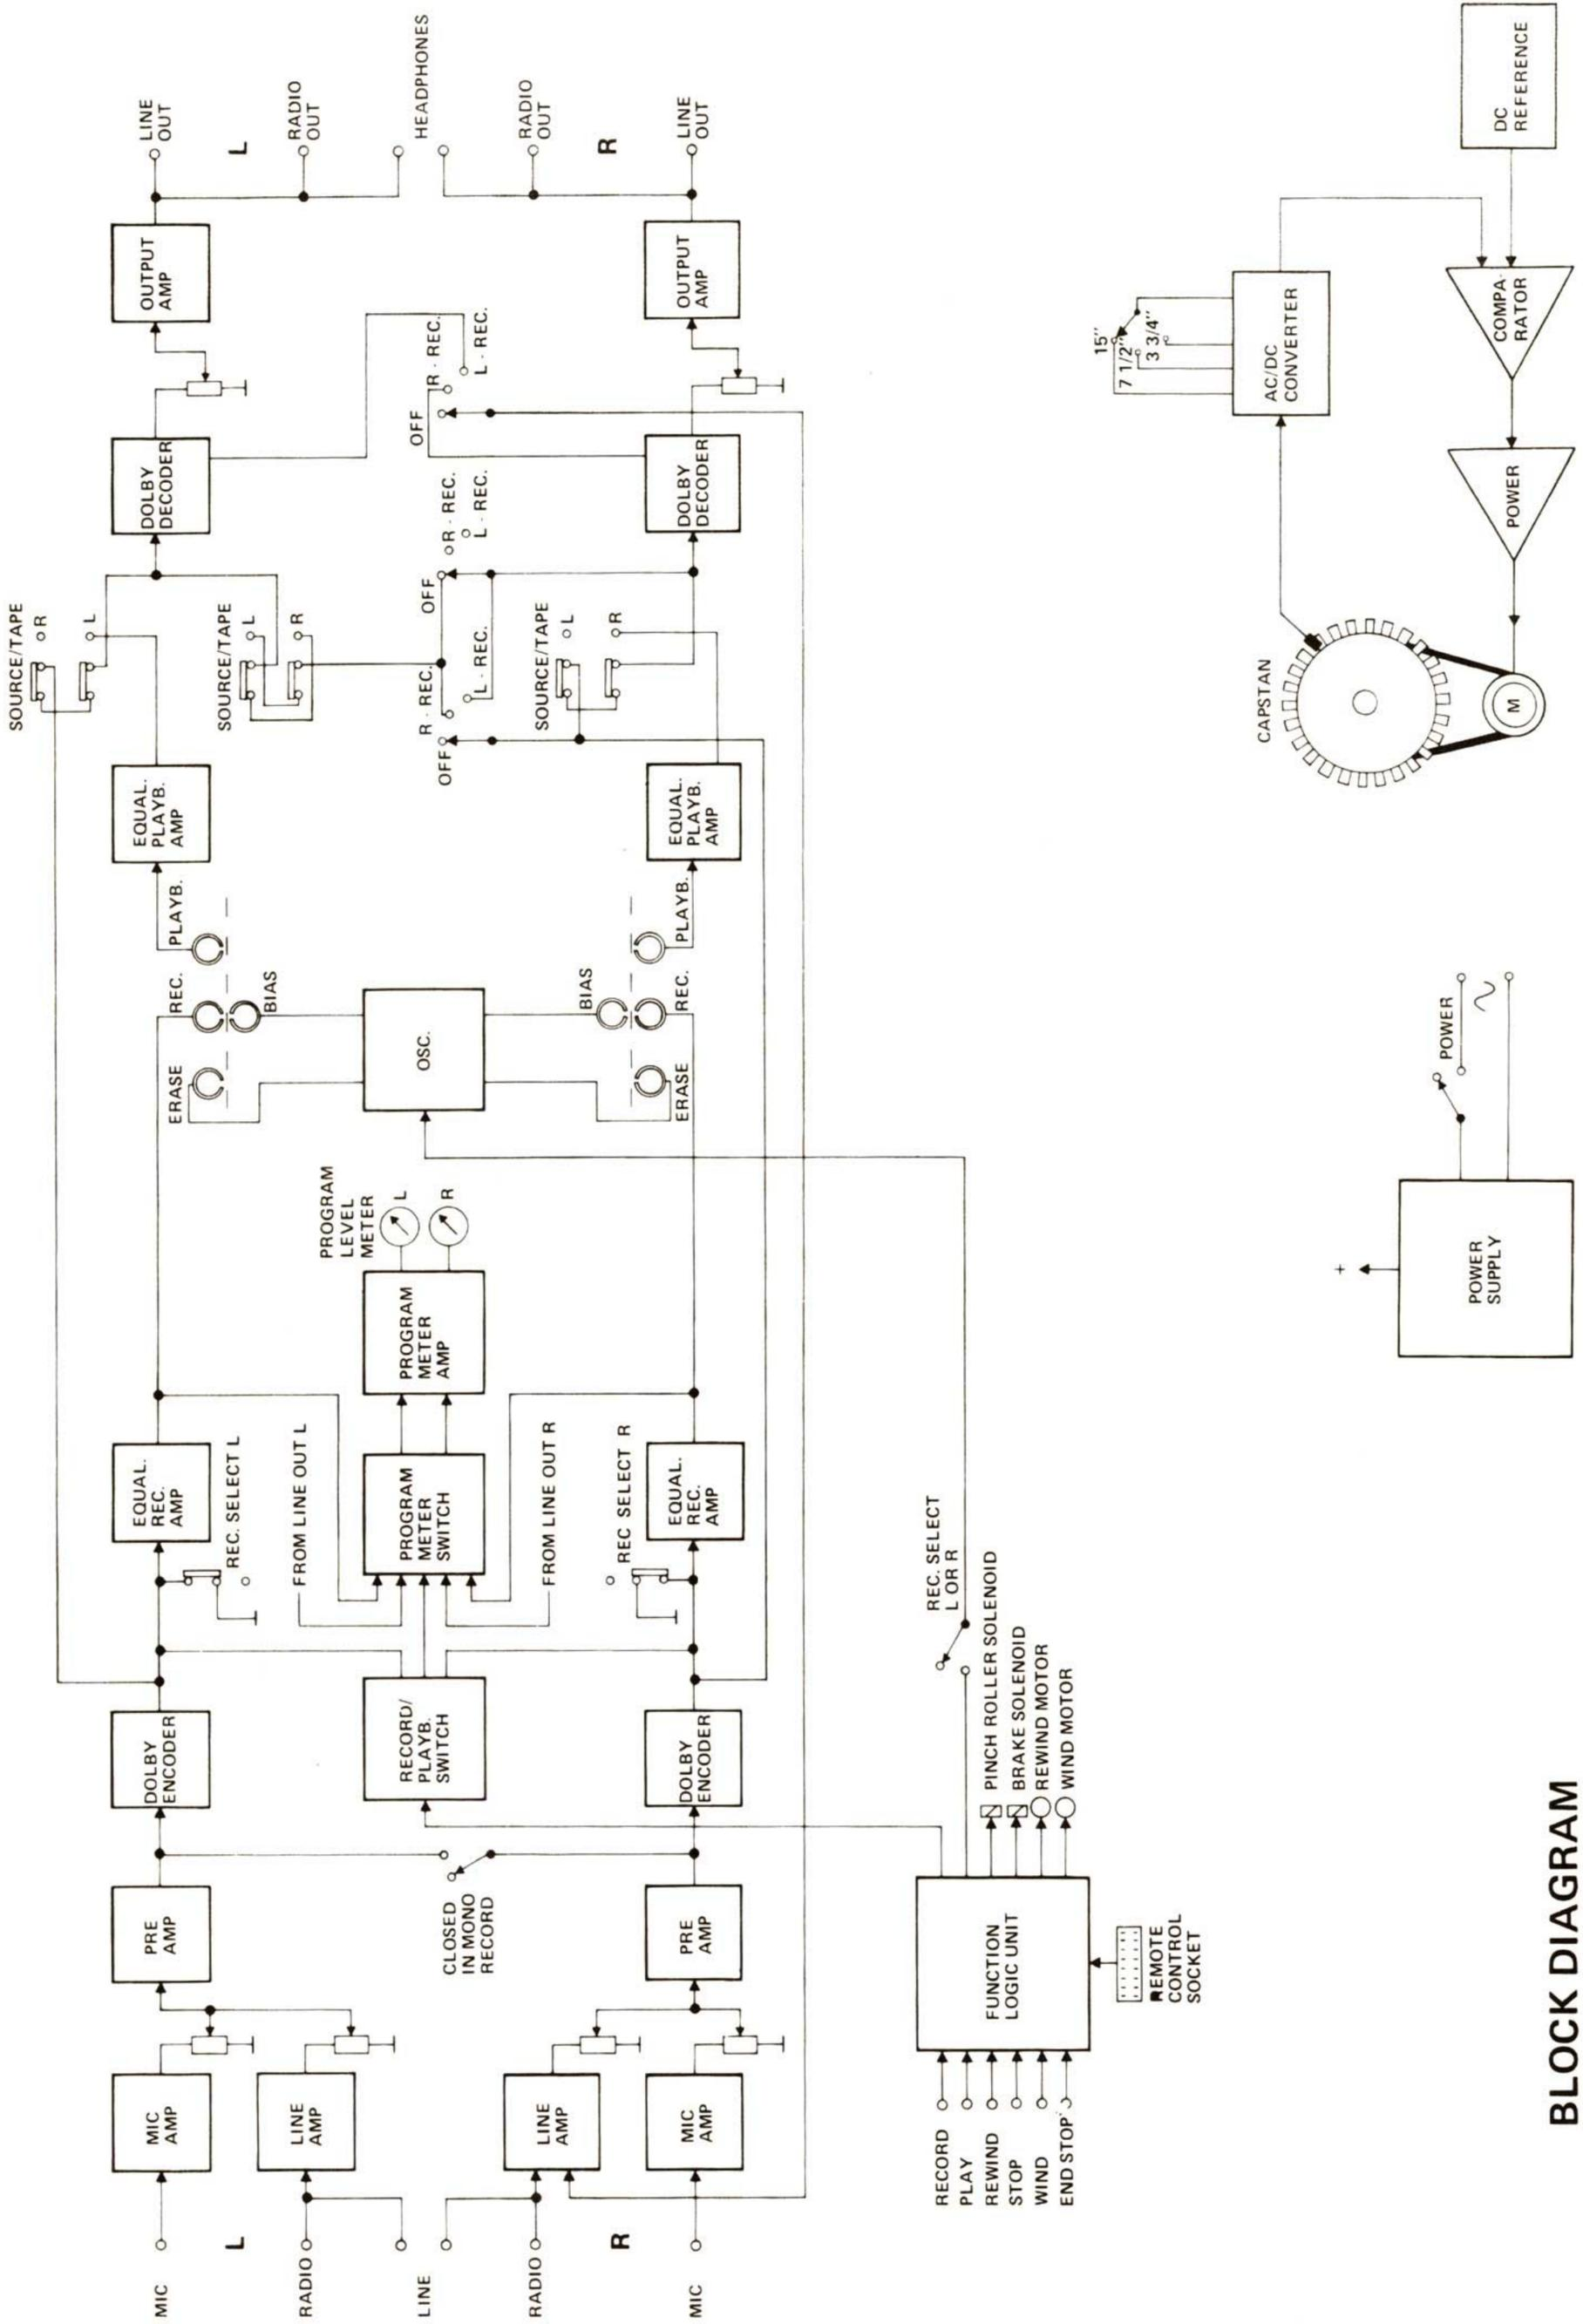 MIC
L
RADIO
LINE
RADIO
R
MIC
MIC
AMP
LINE
AMP
LINE
AMP
MIC
AMP
PRE
AMP
CLOSED
IN MONO
RECORD
PRE
AMP
DOLBY
ENCODER
RECORD/
PLAYB.
SWITCH
DOLBY
ENCODER
EQUAL.
REC.
AMP
REC. SELECT L
FROM LINE OUT L
PROGRAM
METER
SWITCH
FROM LINE OUT R
REC SELECT R
EQUAL.
REC.
AMP
PROGRAM
METER
AMP
PROGRAM
LEVEL
METER
L
R
ERASE
REC.
BIAS
PLAYB.
OSC.
BIAS
ERASE
REC.
PLAYB.
EQUAL.
PLAYB.
AMP
EQUAL.
PLAYB.
AMP
SOURCE/TAPE
R
L
SOURCE/TAPE
L
R
OFF
R - REC.
L - REC.
SOURCE/TAPE
L
R
OFF
R - REC.
L - REC.
DOLBY
DECODER
DOLBY
DECODER
OFF
R - REC.
L - REC.
OUTPUT
AMP
OUTPUT
AMP
LINE
OUT
L
RADIO
OUT
HEADPHONES
RADIO
OUT
R
LINE
OUT
RECORD
PLAY
REWIND
STOP
WIND
END STOP
FUNCTION
LOGIC UNIT
REMOTE
CONTROL
SOCKET
REC. SELECT
L OR R
PINCH ROLLER SOLENOID
BRAKE SOLENOID
REWIND MOTOR
WIND MOTOR
+
POWER
SUPPLY
POWER
CAPSTAN
M
POWER
COMPA-
RATOR
AC/DC
CONVERTER
15"
7 1/2"
3 3/4"
DC
REFERENCE
BLOCK DIAGRAM